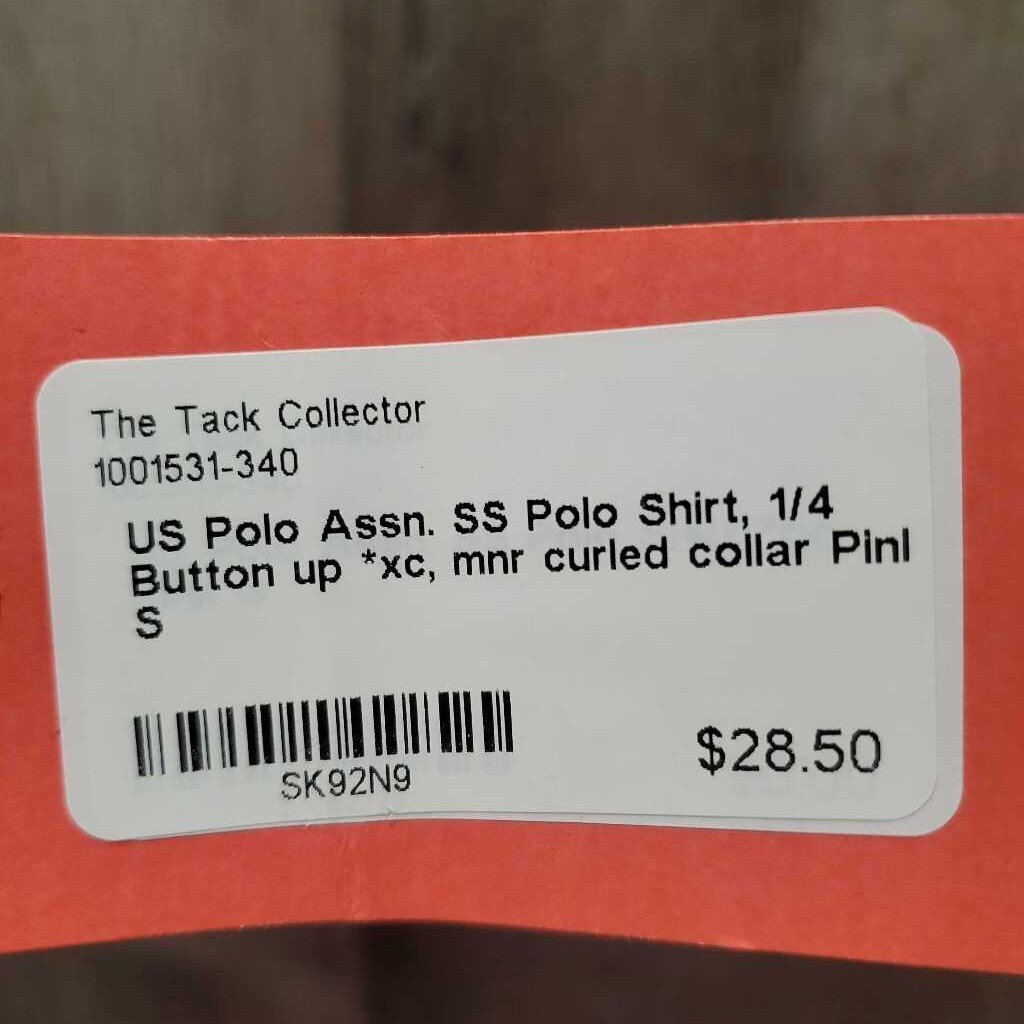 The Tack Collector
1001531-340
US Polo Assn. SS Polo Shirt, 1/4
Button up *xc, mnr curled collar Pinl
S
SK92N9
$28.50